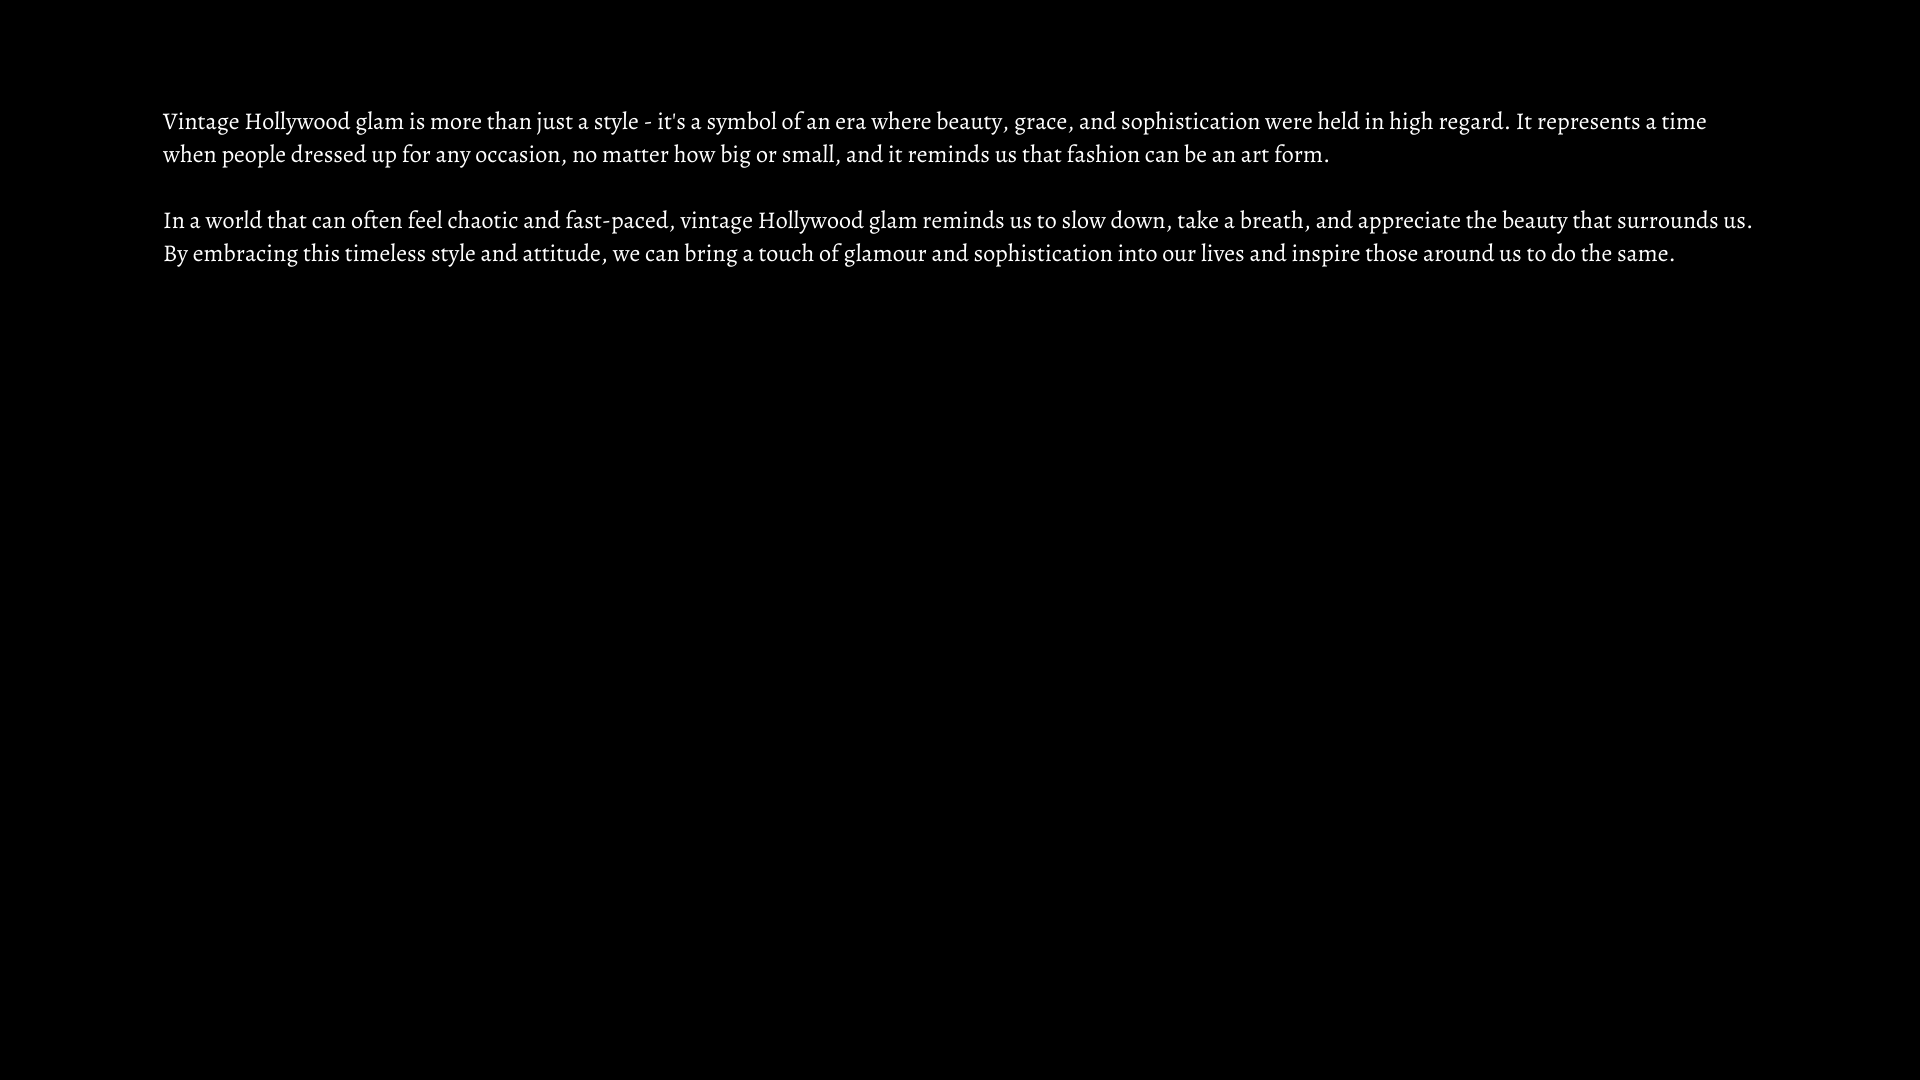 Vintage Hollywood glam is more than just a style - it's a symbol of an era where beauty, grace, and sophistication were held in high regard. It represents a time
when people dressed up for any occasion, no matter how big or small, and it reminds us that fashion can be an art form.
In a world that can often feel chaotic and fast-paced, vintage Hollywood glam reminds us to slow down, take a breath, and appreciate the beauty that surrounds us.
By embracing this timeless style and attitude, we can bring a touch of glamour and sophistication into our lives and inspire those around us to do the same.